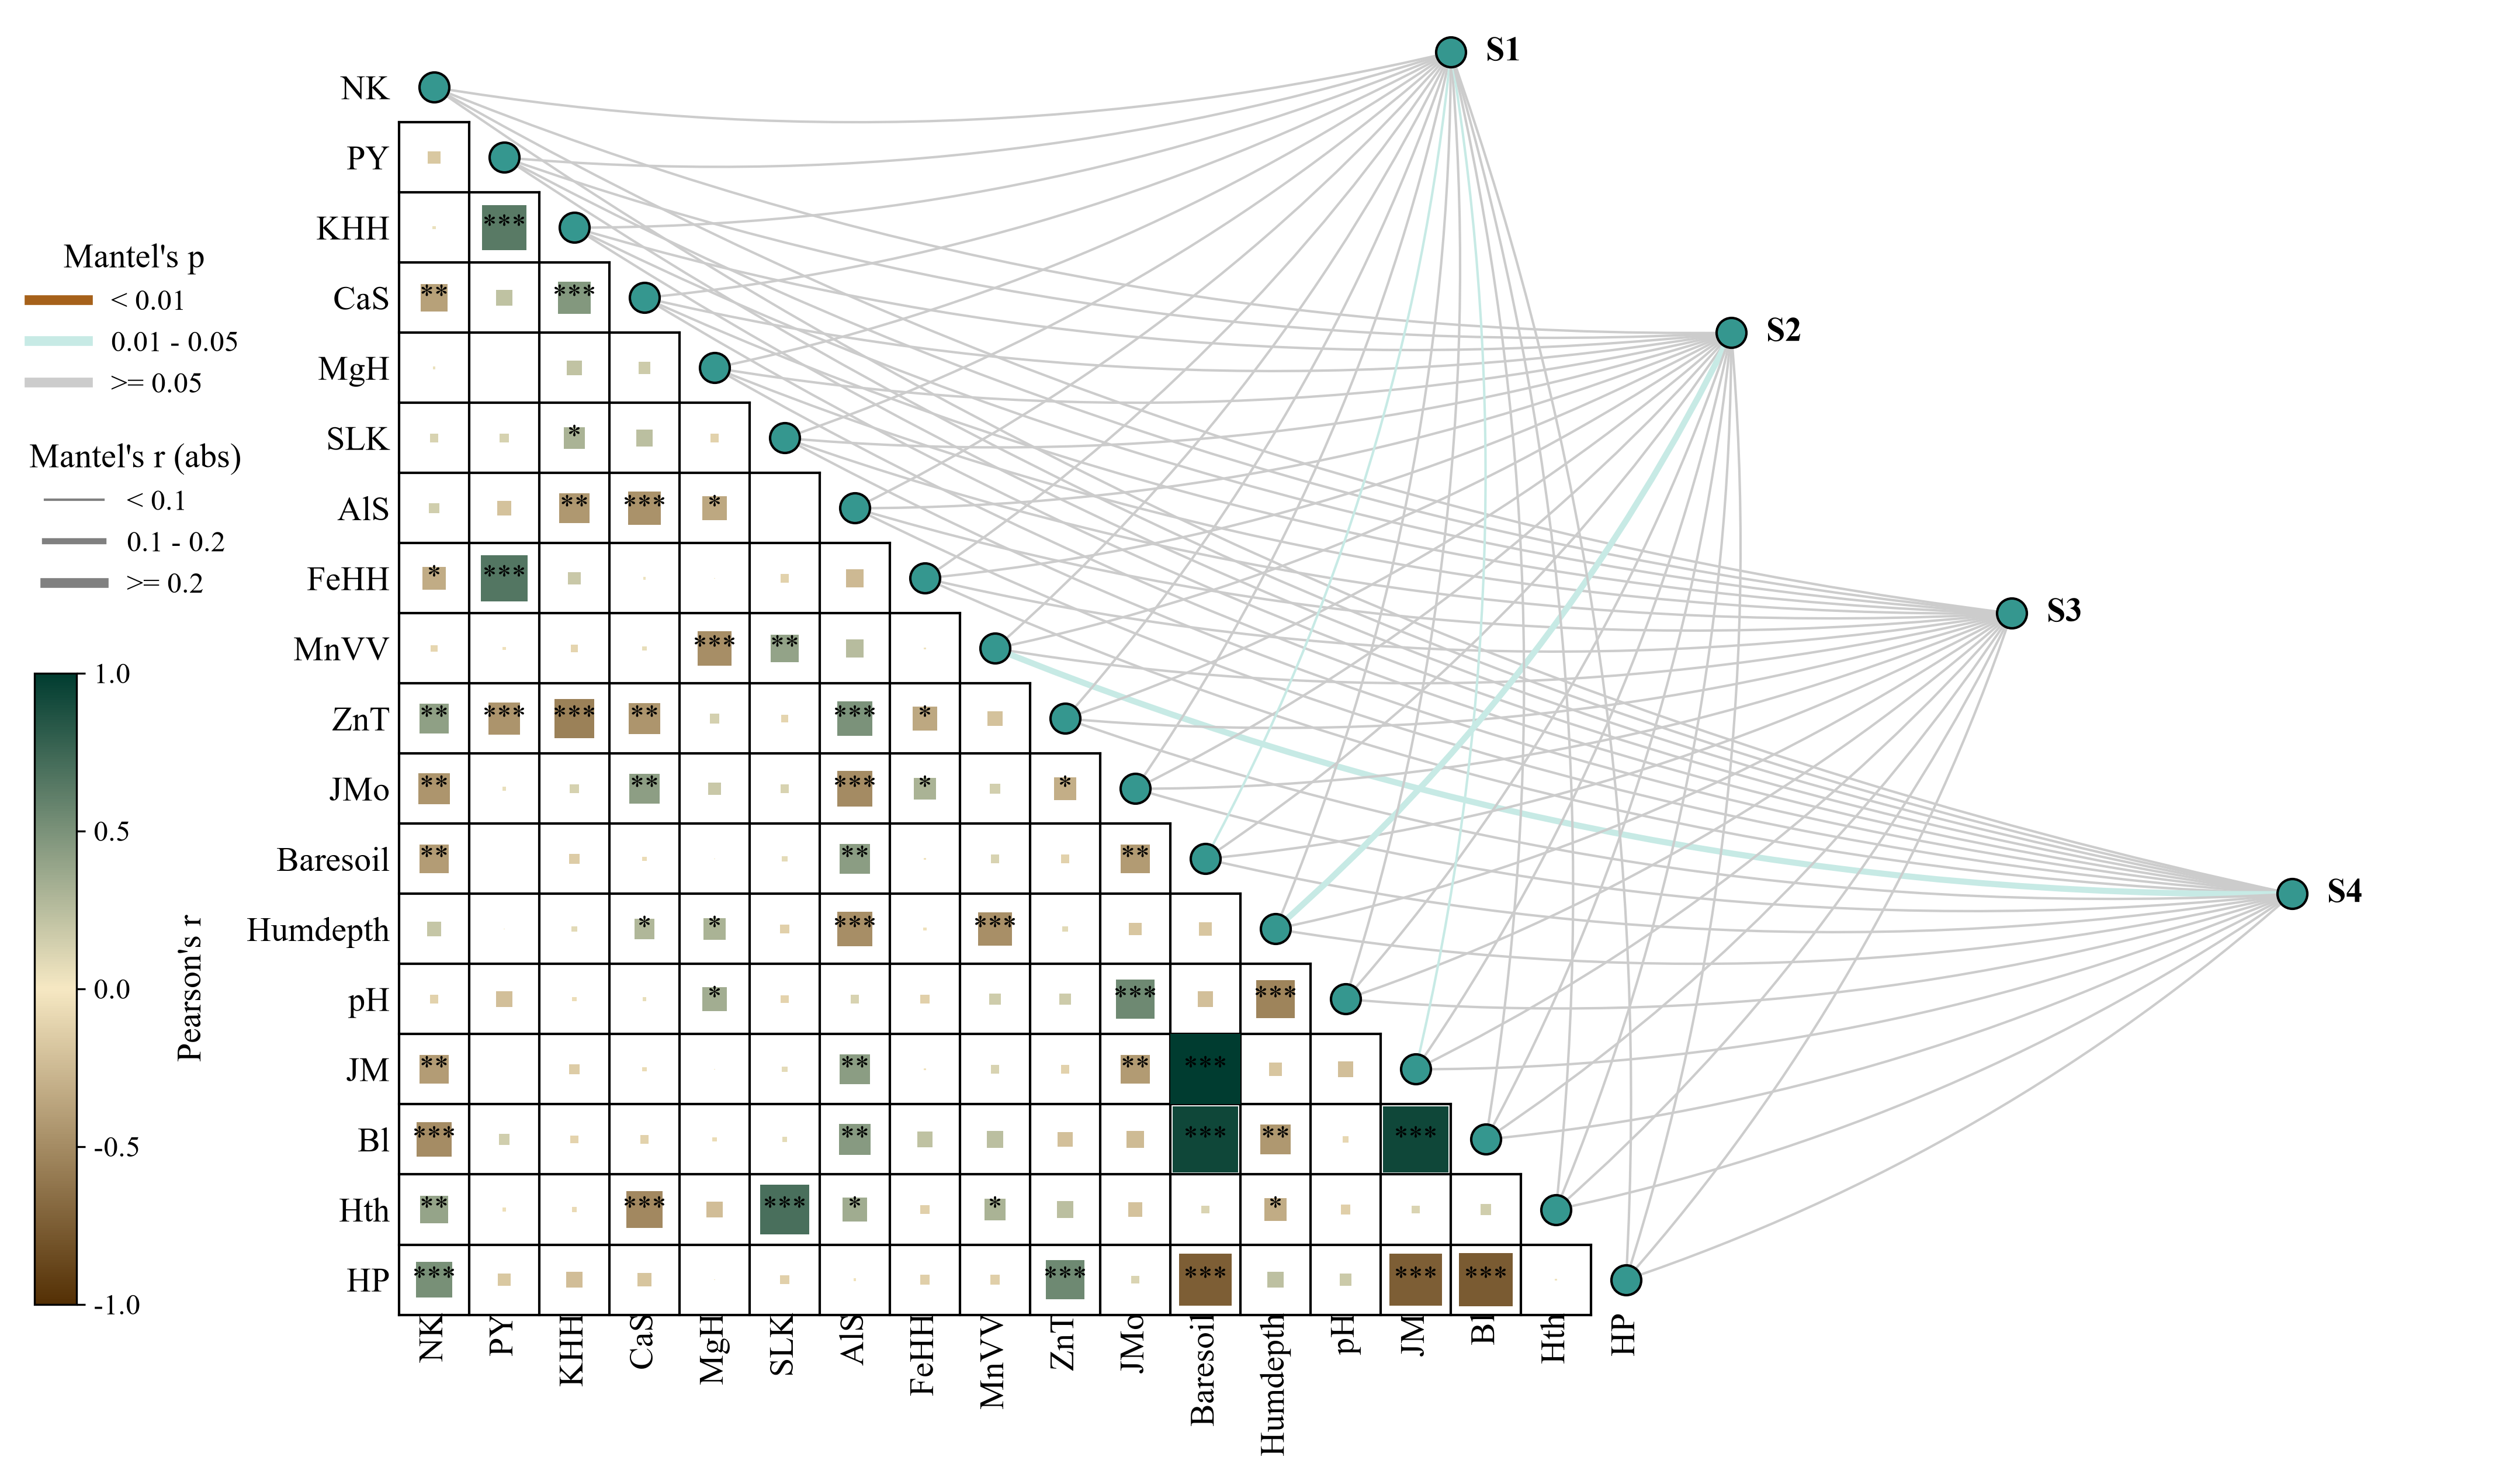 S1
NK
PY
KHH ***
Mantel's p
< 0.01
CaS ** ***
0.01 - 0.05
S2
MgH
>= 0.05
SLK *
Mantel's r (abs)
< 0.1
AlS ** *** *
0.1 - 0.2
FeHH * ***
>= 0.2
S3
MnVV *** **
1.0
ZnT ** *** *** ** *** *
JMo ** ** *** * *
0.5
Baresoil ** ** **
S4
Humdepth * * *** ***
Pearson's r
0.0
pH * *** ***
JM ** ** ** ***
Bl *** ** *** ** ***
-0.5
Hth ** *** *** * * *
HP *** *** *** *** ***
-1.0
NK PY KHH CaS MgH SLK AlS FeHH MnVV ZnT JMo Baresoil Humdepth pH JM Bl Hth HP